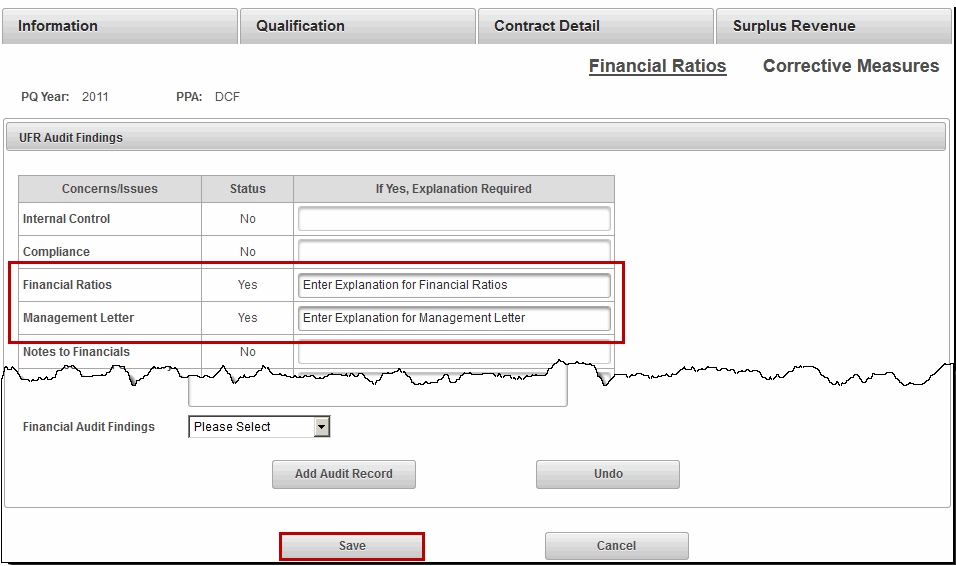 Information Qualification Contract Detail Surplus Revenue
Financial Ratios Corrective Measures
PQ Year: 2011 PPA: DCF
UFR Audit Findings
Concerns/Issues Status If Yes, Explanation Required
Internal Control No
Compliance No
Financial Ratios Yes Enter Explanation for Financial Ratios
Management Letter Yes Enter Explanation for Management Letter
Notes to Financials No
Financial Audit Findings Please Select
Add Audit Record Undo
Save Cancel